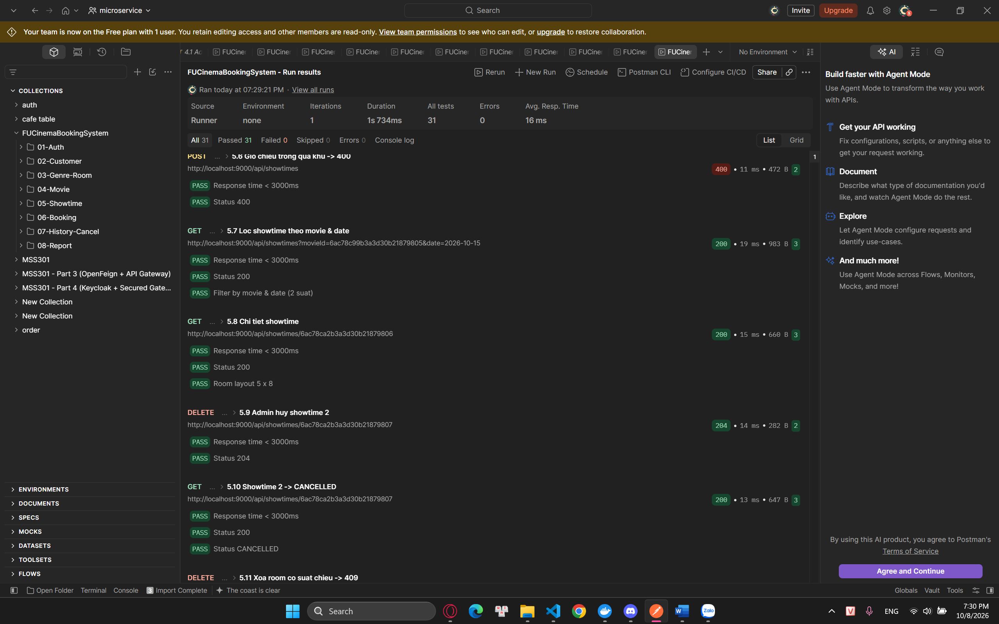 microservice
Search
Invite
Upgrade
Your team is now on the Free plan with 1 user. You retain editing access and other members are read-only. View team permissions to see who can edit, or upgrade to restore collaboration.
FUCiner
FUCiner
FUCiner
FUCiner
FUCiner
FUCiner
FUCiner
FUCiner
FUCiner
FUCiner
FUCiner
No Environment
AI
COLLECTIONS
auth
cafe table
FUCinemaBookingSystem
01-Auth
02-Customer
03-Genre-Room
04-Movie
05-Showtime
06-Booking
07-History-Cancel
08-Report
MSS301
MSS301 - Part 3 (OpenFeign + API Gateway)
MSS301 - Part 4 (Keycloak + Secured Gate...
New Collection
New Collection
order
ENVIRONMENTS
DOCUMENTS
SPECS
MOCKS
DATASETS
TOOLSETS
FLOWS
FUCinemaBookingSystem - Run results
Rerun
New Run
Schedule
Postman CLI
Configure CI/CD
Share
Ran today at 07:29:21 PM · View all runs
Source Environment Iterations Duration All tests Errors Avg. Resp. Time
Runner none 1 1s 734ms 31 0 16 ms
All 31 Passed 31 Failed 0 Skipped 0 Errors 0 Console log
List Grid
1
POST ... > 5.6 Gio chieu trong qua khu -> 400
http://localhost:9000/api/showtimes
400 • 11 ms • 472 B 2
PASS Response time < 3000ms
PASS Status 400
GET ... > 5.7 Loc showtime theo movie & date
http://localhost:9000/api/showtimes?movieId=6ac78c99b3a3d30b21879805&date=2026-10-15
200 • 19 ms • 983 B 3
PASS Response time < 3000ms
PASS Status 200
PASS Filter by movie & date (2 suat)
GET ... > 5.8 Chi tiet showtime
http://localhost:9000/api/showtimes/6ac78ca2b3a3d30b21879806
200 • 15 ms • 660 B 3
PASS Response time < 3000ms
PASS Status 200
PASS Room layout 5 x 8
DELETE ... > 5.9 Admin huy showtime 2
http://localhost:9000/api/showtimes/6ac78ca2b3a3d30b21879807
204 • 14 ms • 282 B 2
PASS Response time < 3000ms
PASS Status 204
GET ... > 5.10 Showtime 2 -> CANCELLED
http://localhost:9000/api/showtimes/6ac78ca2b3a3d30b21879807
200 • 13 ms • 647 B 3
PASS Response time < 3000ms
PASS Status 200
PASS Status CANCELLED
DELETE ... > 5.11 Xoa room co suat chieu -> 409
Build faster with Agent Mode
Use Agent Mode to transform the way you work
with APIs.
Get your API working
Fix configurations, scripts, or anything else to
get your request working.
Document
Describe what type of documentation you'd
like, and watch Agent Mode do the rest.
Explore
Let Agent Mode configure requests and
identify use-cases.
And much more!
Use Agent Mode across Flows, Monitors,
Mocks, and more!
By using this AI product, you agree to Postman's
Terms of Service
Agree and Continue
Open Folder Terminal Console 3 Import Complete The coast is clear
Globals Vault Tools
Search
Zalo
ENG
7:30 PM
10/8/2026